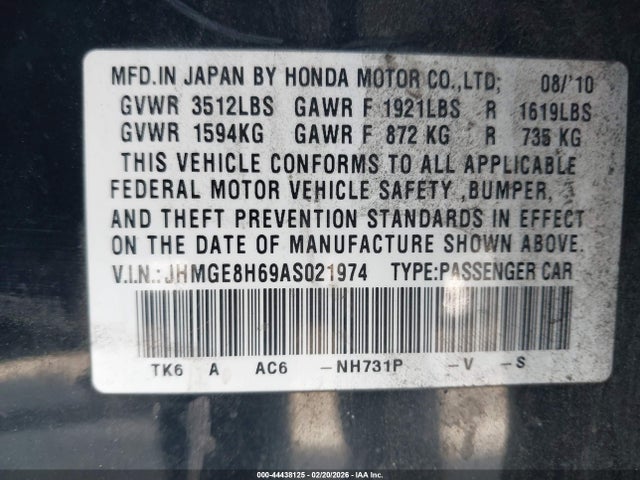 MFD.IN JAPAN BY HONDA MOTOR CO.,LTD; 08/'10
GVWR 3512LBS GAWR F 1921LBS R 1619LBS
GVWR 1594KG GAWR F 872 KG R 735 KG
THIS VEHICLE CONFORMS TO ALL APPLICABLE
FEDERAL MOTOR VEHICLE SAFETY ,BUMPER,
AND THEFT PREVENTION STANDARDS IN EFFECT
ON THE DATE OF MANUFACTURE SHOWN ABOVE.
V.I.N.:JHMGE8H69AS021974 TYPE:PASSENGER CAR
TK6 A AC6 -NH731P -V -S
000-44438125 - 02/20/2026 - IAA Inc.